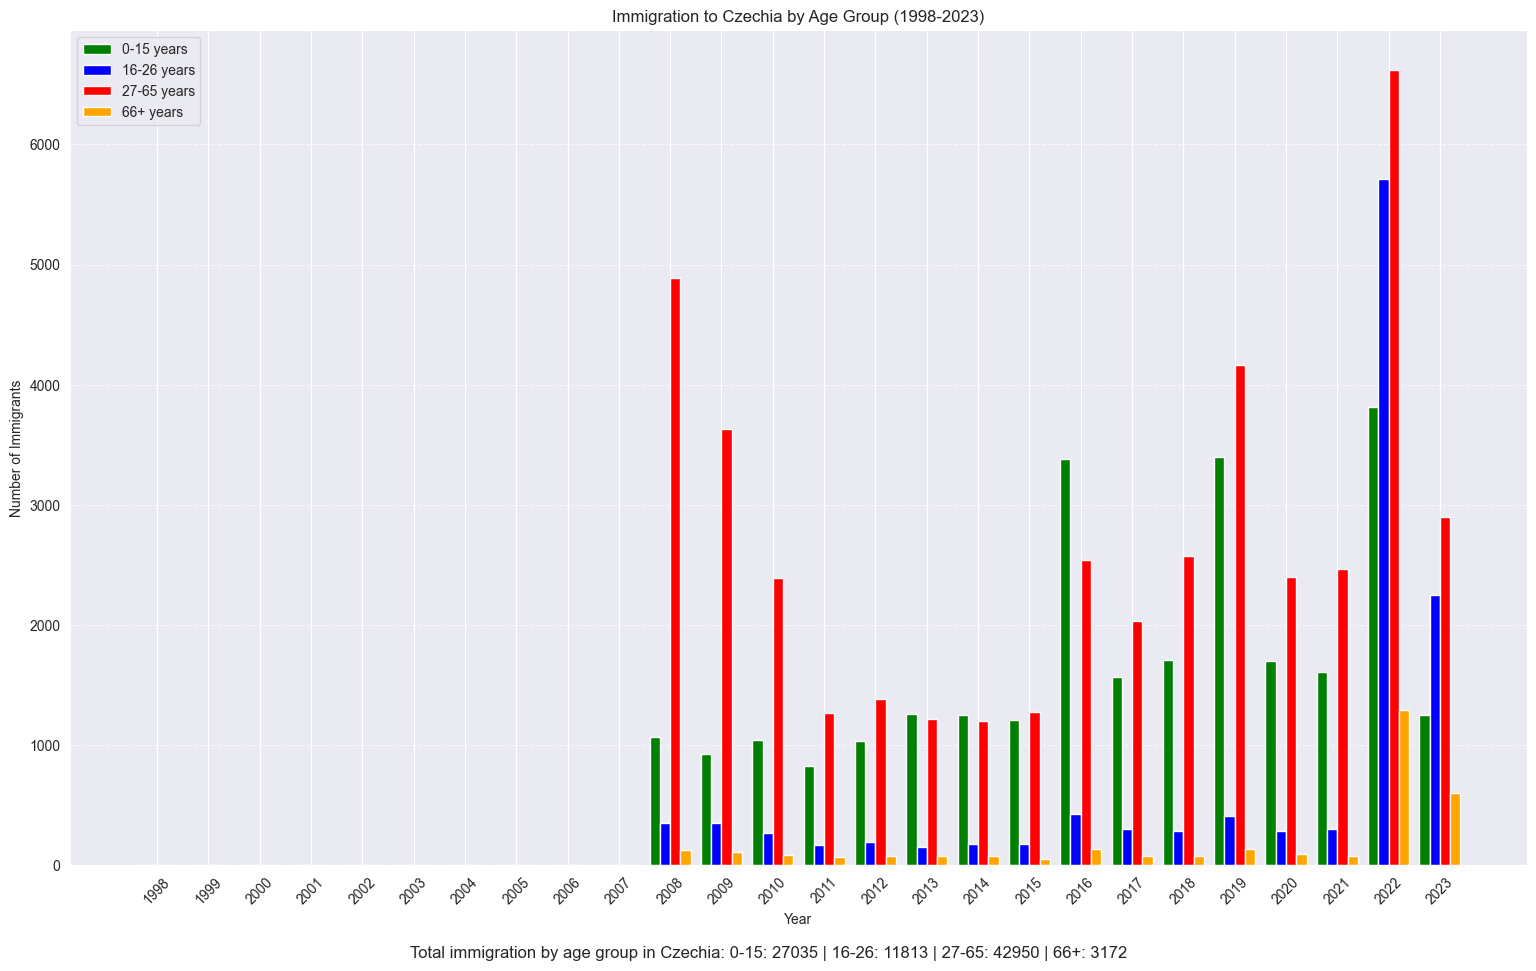 Immigration to Czechia by Age Group (1998-2023)
0-15 years
16-26 years
27-65 years
66+ years
Number of Immigrants
6000
5000
4000
3000
2000
1000
0
1998 1999 2000 2001 2002 2003 2004 2005 2006 2007 2008 2009 2010 2011 2012 2013 2014 2015 2016 2017 2018 2019 2020 2021 2022 2023
Year
Total immigration by age group in Czechia: 0-15: 27035 | 16-26: 11813 | 27-65: 42950 | 66+: 3172